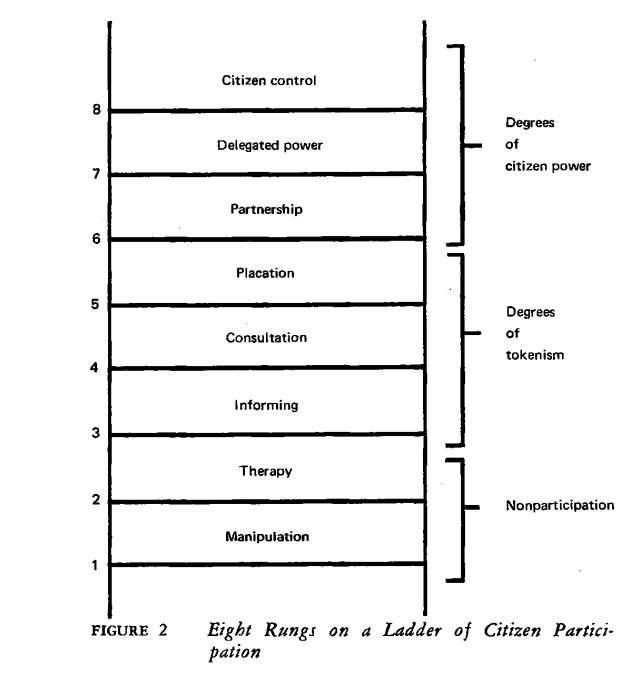 Citizen control
8
Delegated power
7
Partnership
6
Placation
5
Consultation
4
Informing
3
Therapy
2
Manipulation
1
Degrees
of
citizen power
Degrees
of
tokenism
Nonparticipation
FIGURE 2 Eight Rungs on a Ladder of Citizen Partici-
pation